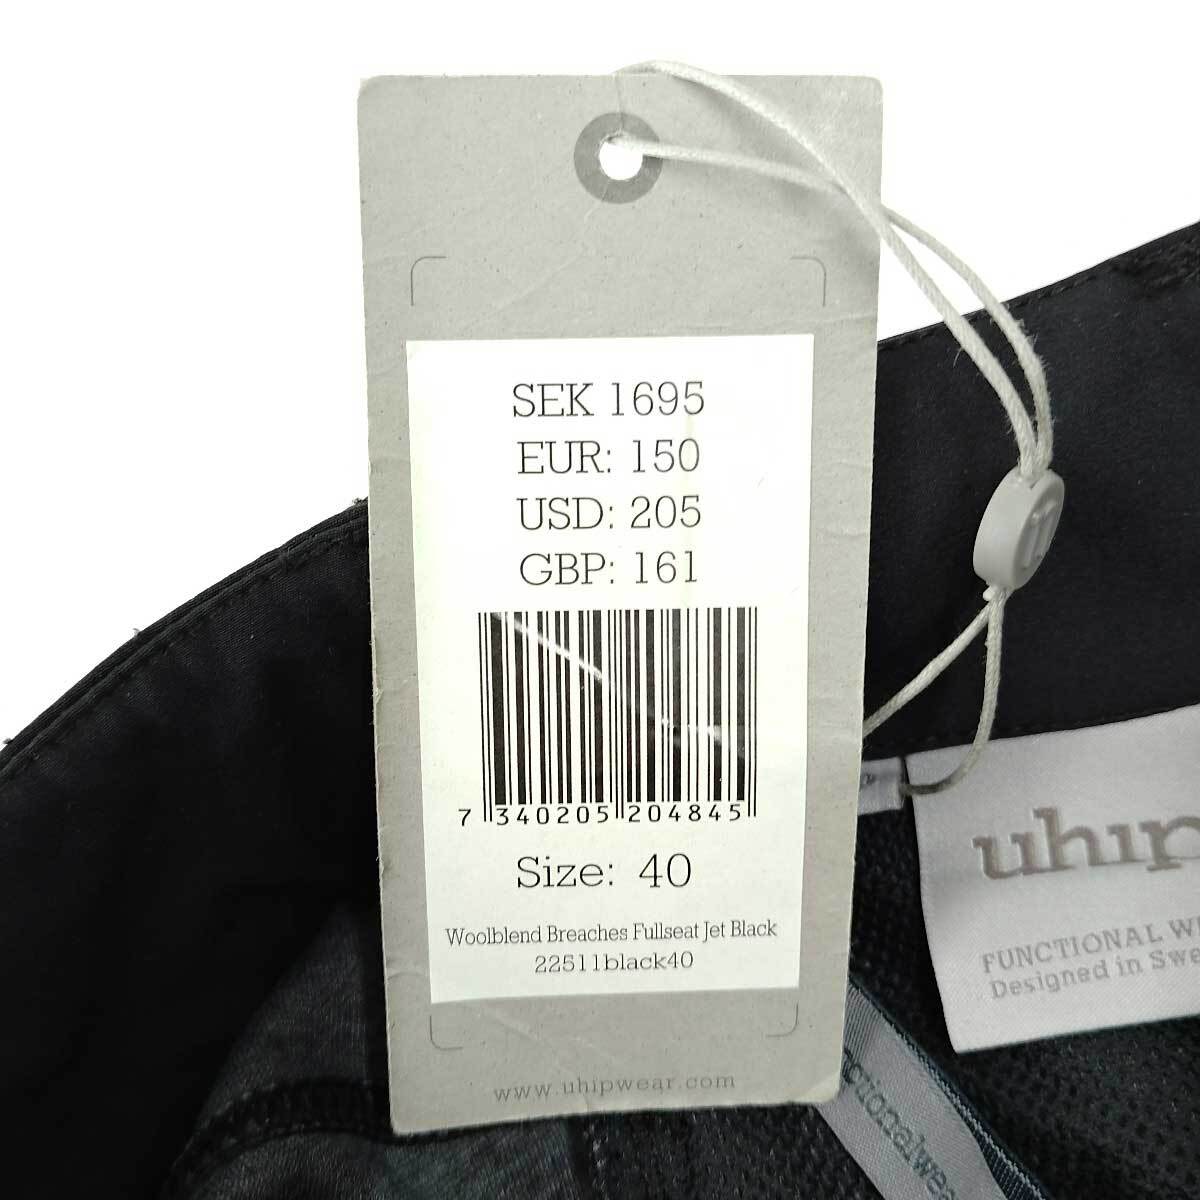 SEK 1695
EUR: 150
USD: 205
GBP: 161
7 340205 204845
Size: 40
Woolblend Breaches Fullseat Jet Black
22511black40
www.uhipwear.com
uhip
FUNCTIONAL
Designed in